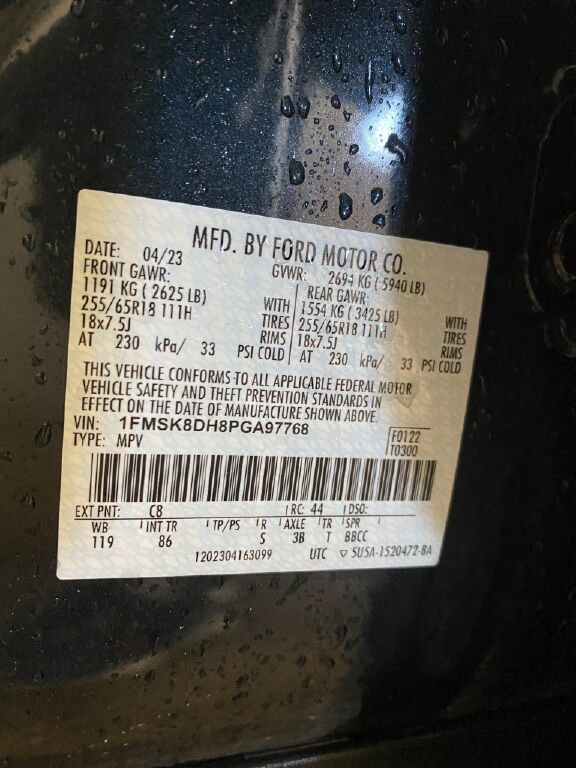 MFD. BY FORD MOTOR CO.
DATE: 04/23 GVWR: 2694 KG ( 5940 LB)
FRONT GAWR: REAR GAWR:
1191 KG ( 2625 LB) WITH 1554 KG ( 3425 LB) WITH
255/65R18 111H TIRES 255/65R18 111H TIRES
18x7.5J RIMS 18x7.5J RIMS
AT 230 kPa/ 33 PSI COLD AT 230 kPa/ 33 PSI COLD
THIS VEHICLE CONFORMS TO ALL APPLICABLE FEDERAL MOTOR
VEHICLE SAFETY AND THEFT PREVENTION STANDARDS IN
EFFECT ON THE DATE OF MANUFACTURE SHOWN ABOVE.
VIN: 1FMSK8DH8PGA97768 F0122
TYPE: MPV T0300
EXT PNT: C8 RC: 44 DSO:
WB INT TR TP/PS R AXLE TR SPR
119 86 S 3B T BBCC
1202304163099 UTC ▽ 5U5A-1520472-BA